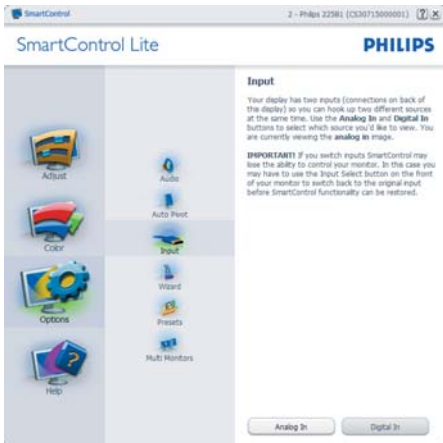 SmartControl
2 - Philips 225B1 (CS30715000001)
SmartControl Lite
PHILIPS
Adjust
Color
Options
Help
Audio
Auto Pivot
Input
Wizard
Presets
Multi Monitors
Input
Your display has two inputs (connections on back of
the display) so you can hook up two different sources
at the same time. Use the Analog In and Digital In
buttons to select which source you'd like to view. You
are currently viewing the analog in image.
IMPORTANT! If you switch inputs SmartControl may
lose the ability to control your monitor. In this case you
may have to use the Input Select button on the front
of your monitor to switch back to the original input
before SmartControl functionality can be restored.
Analog In
Digital In